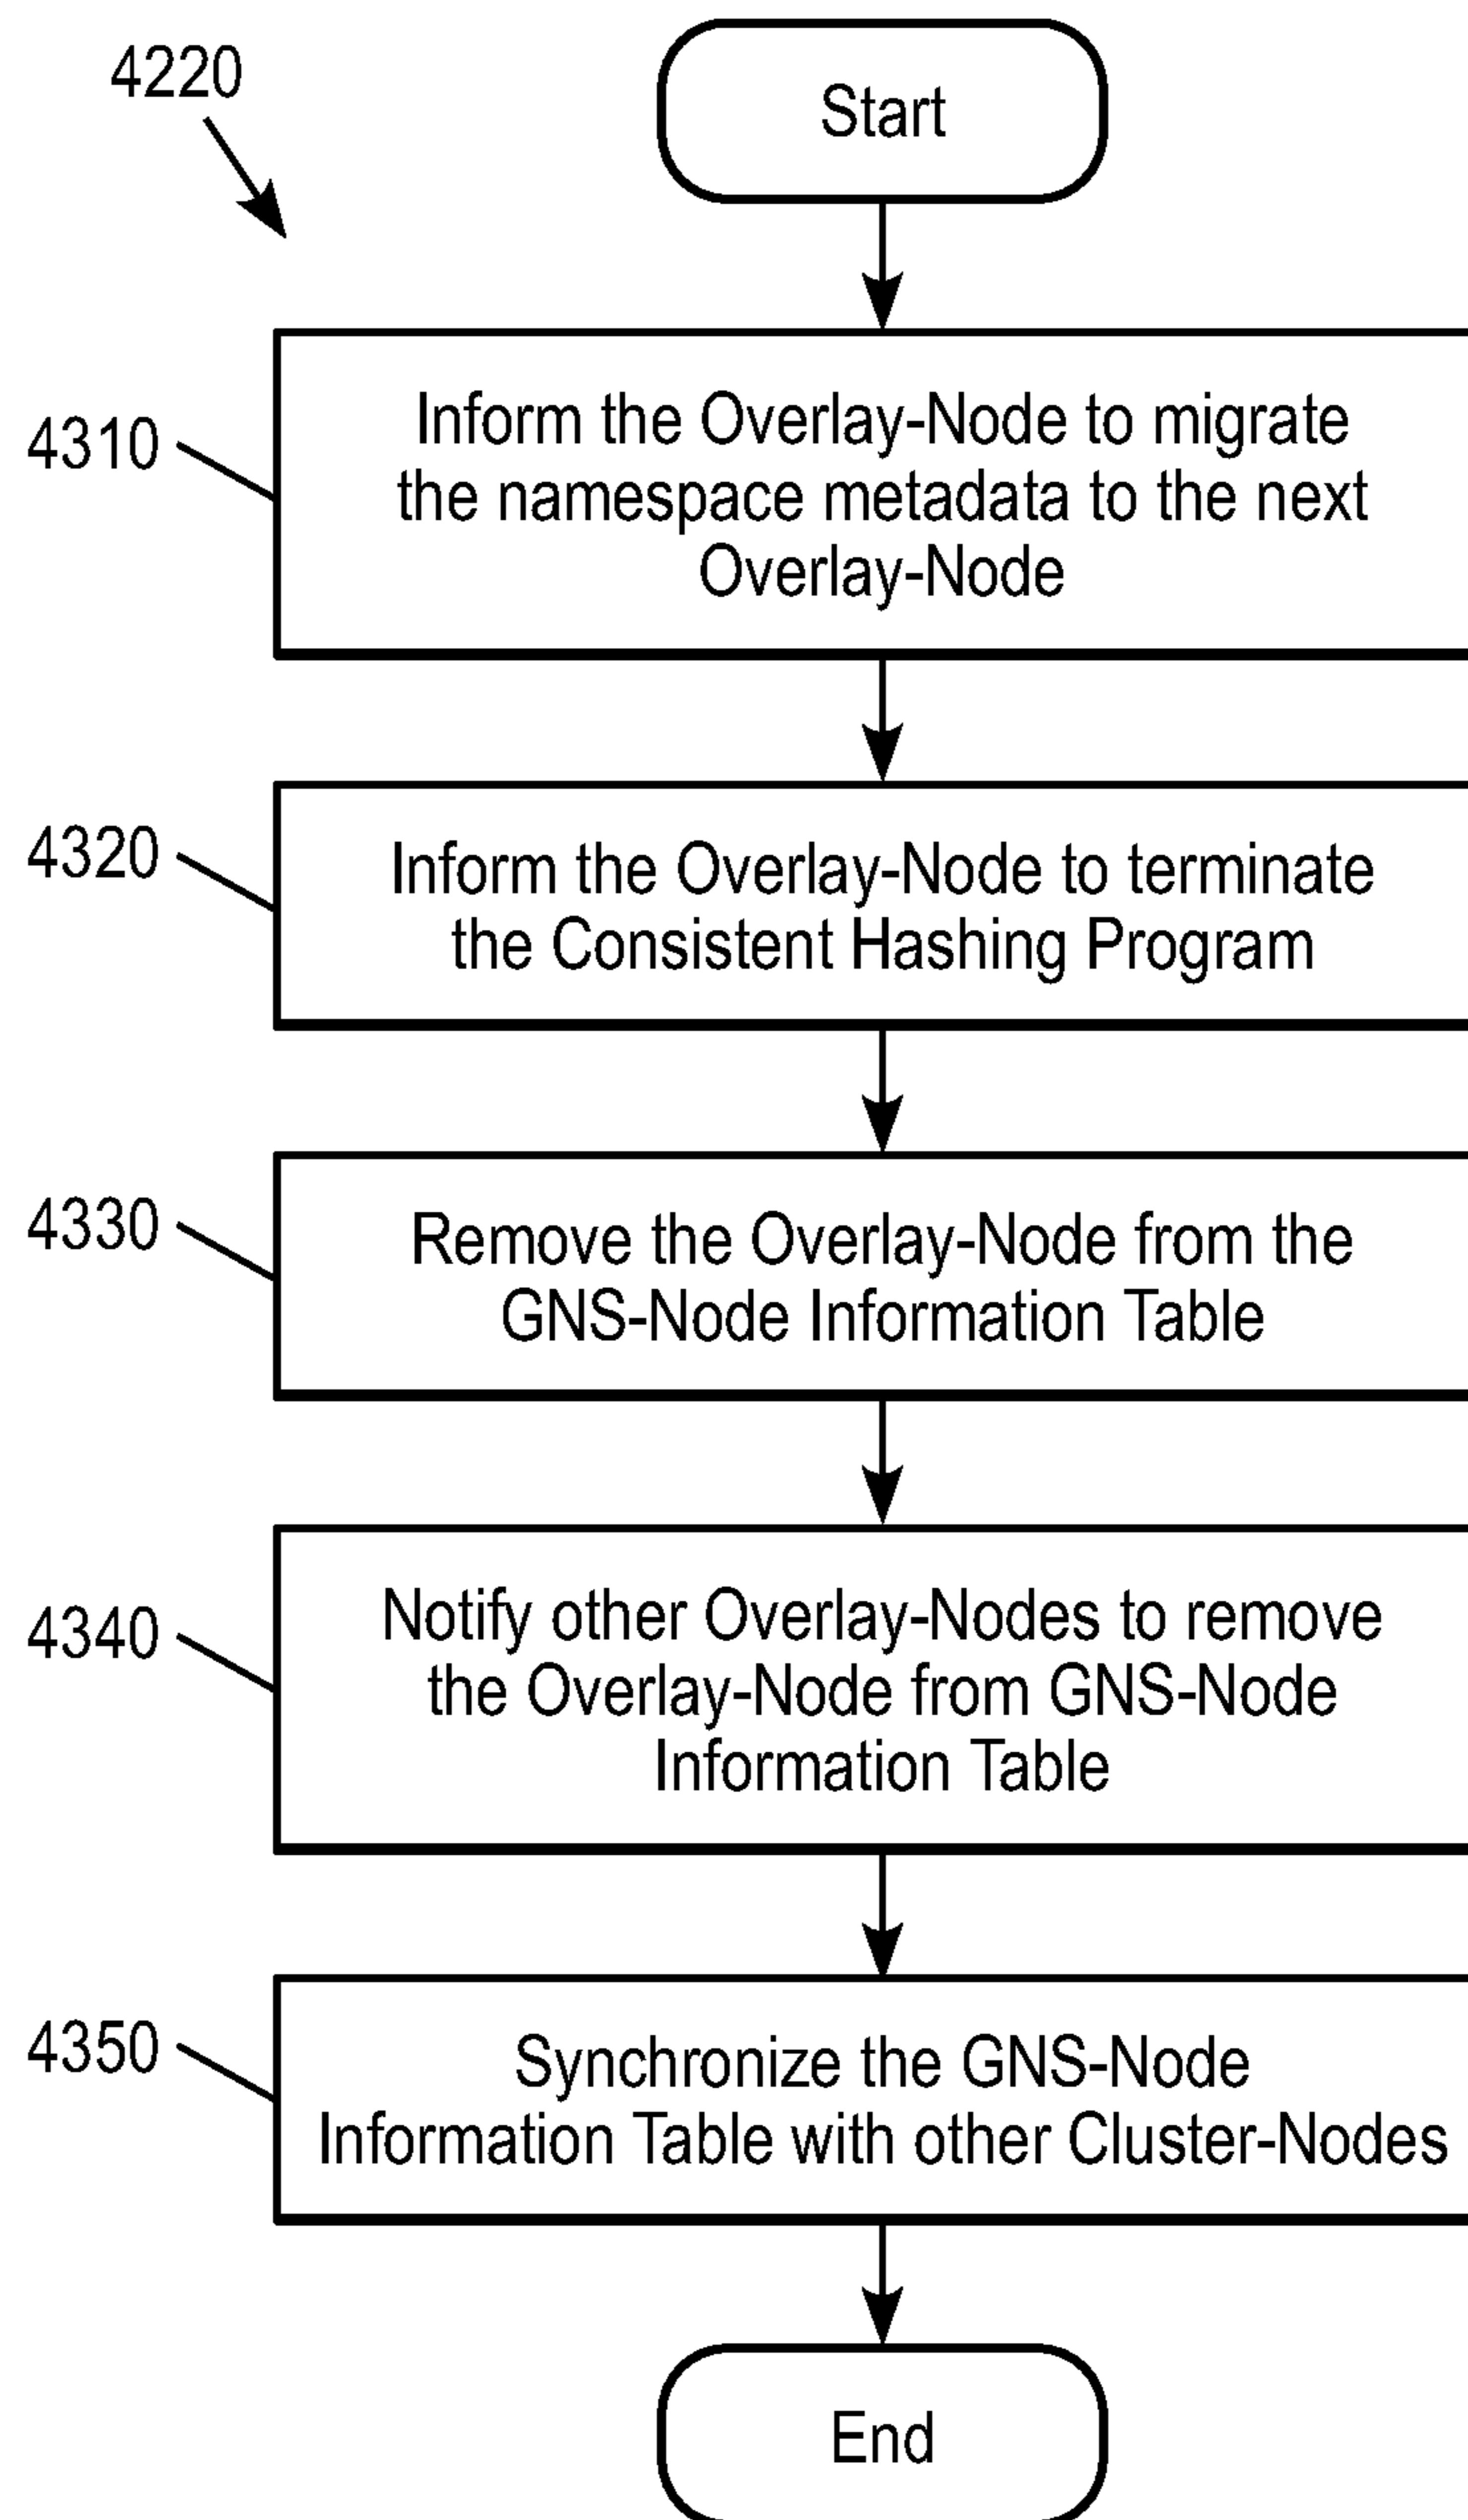 4220
Start
4310
Inform the Overlay-Node to migrate
the namespace metadata to the next
Overlay-Node
4320
Inform the Overlay-Node to terminate
the Consistent Hashing Program
4330
Remove the Overlay-Node from the
GNS-Node Information Table
4340
Notify other Overlay-Nodes to remove
the Overlay-Node from GNS-Node
Information Table
4350
Synchronize the GNS-Node
Information Table with other Cluster-Nodes
End